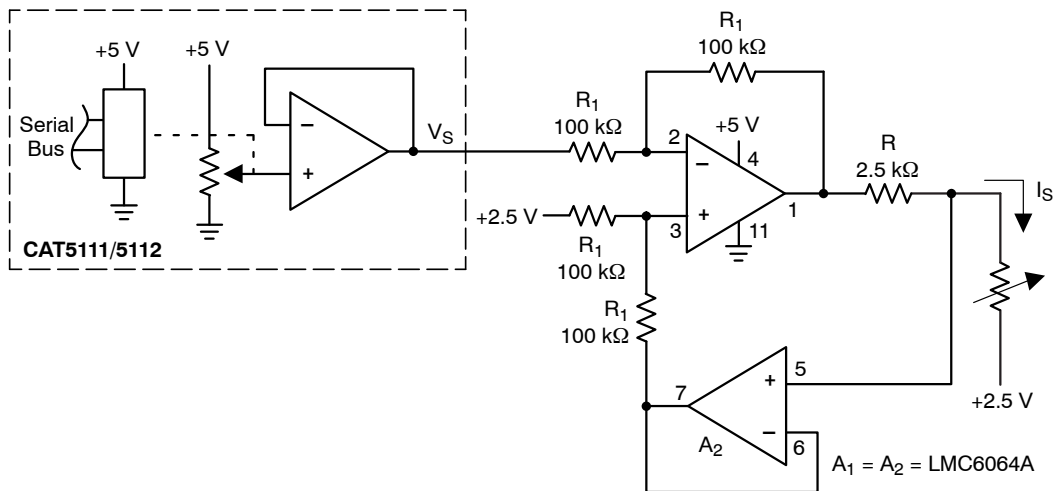 +5 V
+5 V
Serial
Bus
−
+
V_S
CAT5111/5112
R_1
100 kΩ
R_1
100 kΩ
2
−
+5 V
4
+2.5 V
3
+
11
1
R_1
100 kΩ
R
2.5 kΩ
I_S
R_1
100 kΩ
7
+
5
−
6
A_2
+2.5 V
A_1 = A_2 = LMC6064A